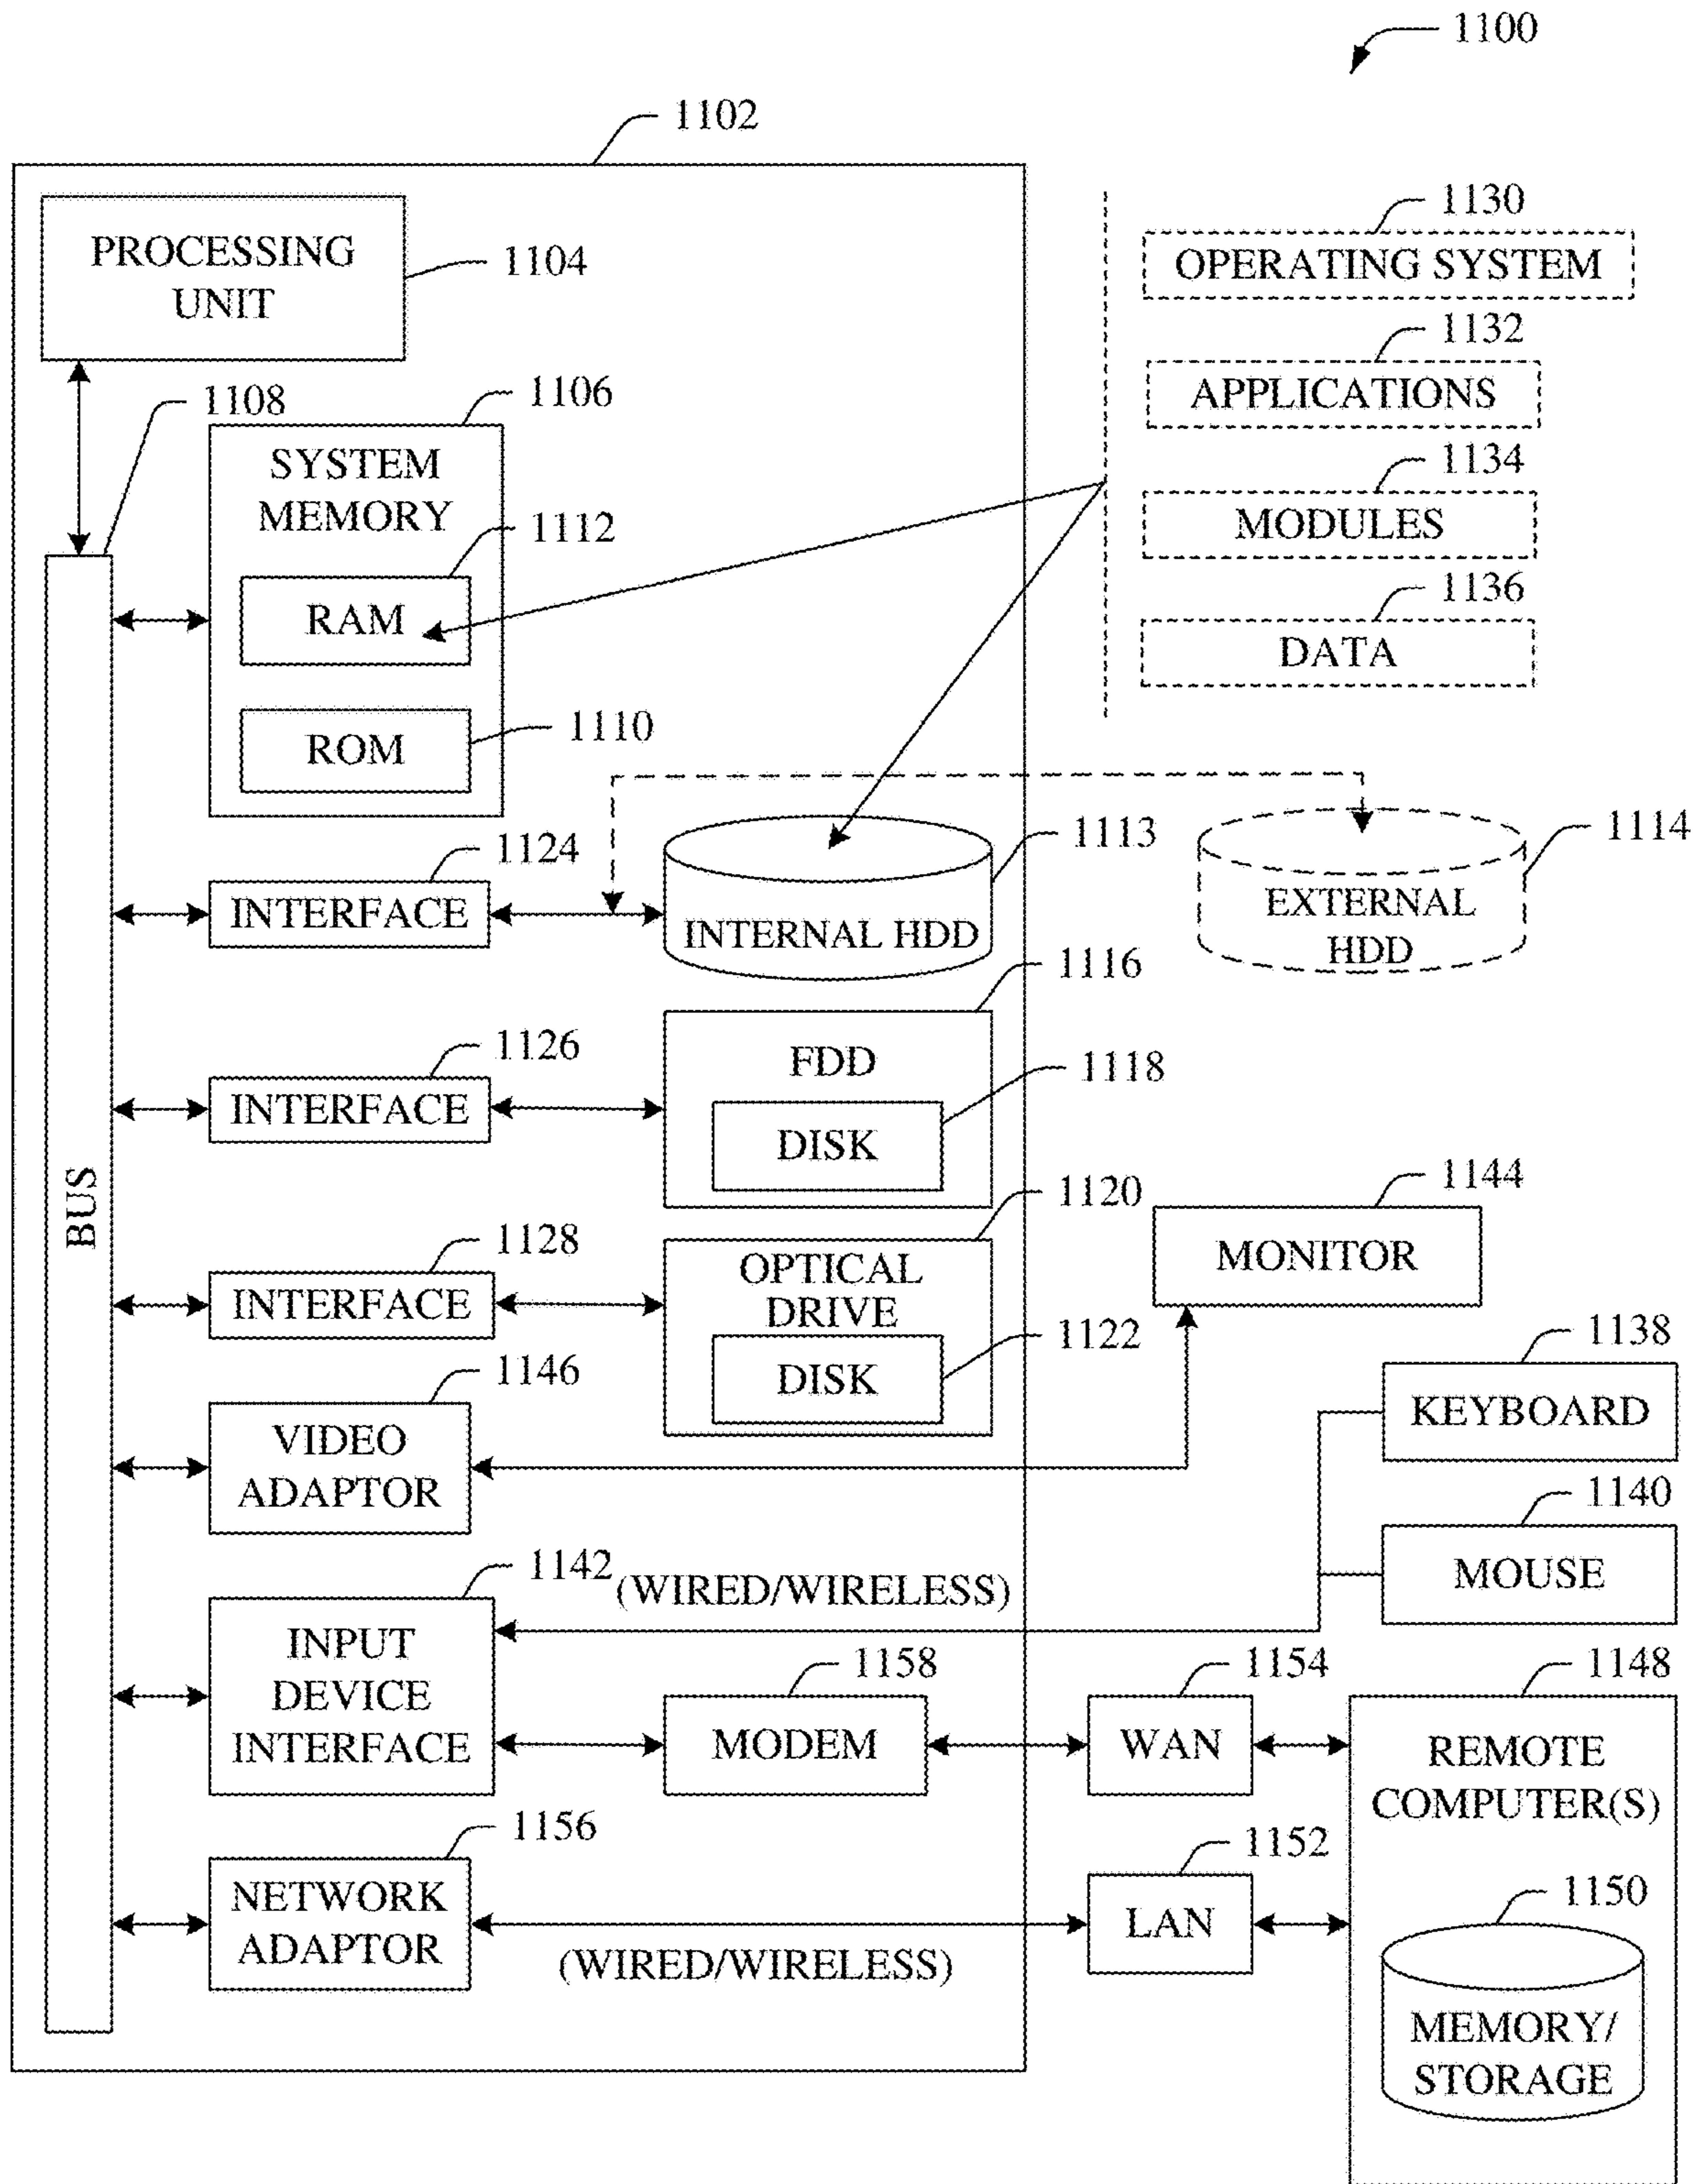 1100
1102
PROCESSING
UNIT
1104
1130
OPERATING SYSTEM
1132
APPLICATIONS
1134
MODULES
1136
DATA
1108
1106
SYSTEM
MEMORY
1112
RAM
1110
ROM
1124
INTERFACE
1113
INTERNAL HDD
1114
EXTERNAL
HDD
1126
INTERFACE
1116
FDD
1118
DISK
BUS
1128
INTERFACE
1120
OPTICAL
DRIVE
1122
DISK
1144
MONITOR
1146
VIDEO
ADAPTOR
1138
KEYBOARD
1140
MOUSE
1142
(WIRED/WIRELESS)
INPUT
DEVICE
INTERFACE
1158
MODEM
1154
WAN
1148
REMOTE
COMPUTER(S)
1156
NETWORK
ADAPTOR
(WIRED/WIRELESS)
1152
LAN
1150
MEMORY/
STORAGE